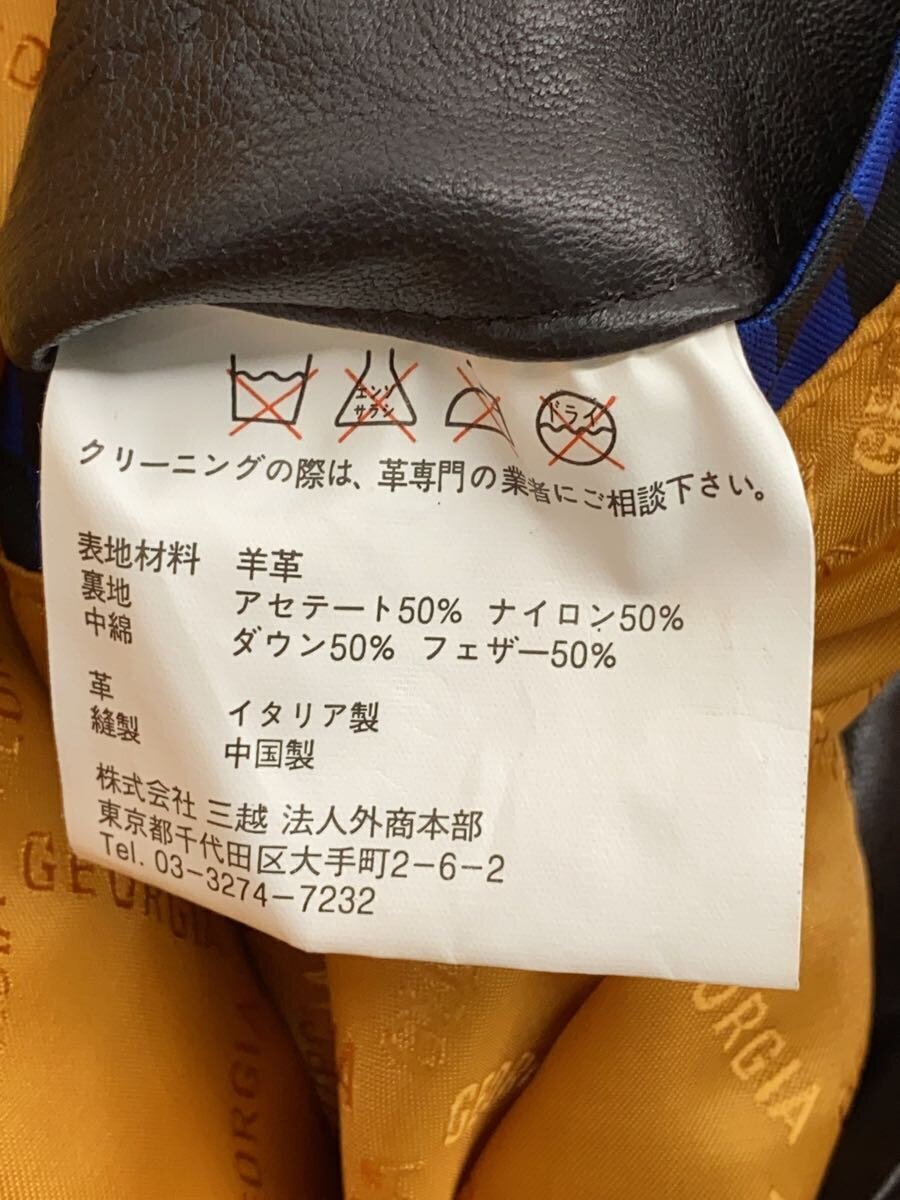 エンソ
サラシ
ドライ
クリーニングの際は、革専門の業者にご相談下さい。
表地材料 羊革
裏地 アセテート50% ナイロン50%
中綿 ダウン50% フェザー50%
革 イタリア製
縫製 中国製
株式会社 三越 法人外商本部
東京都千代田区大手町2-6-2
Tel. 03-3274-7232
GEORGIA
GEORGIA
GEORGIA